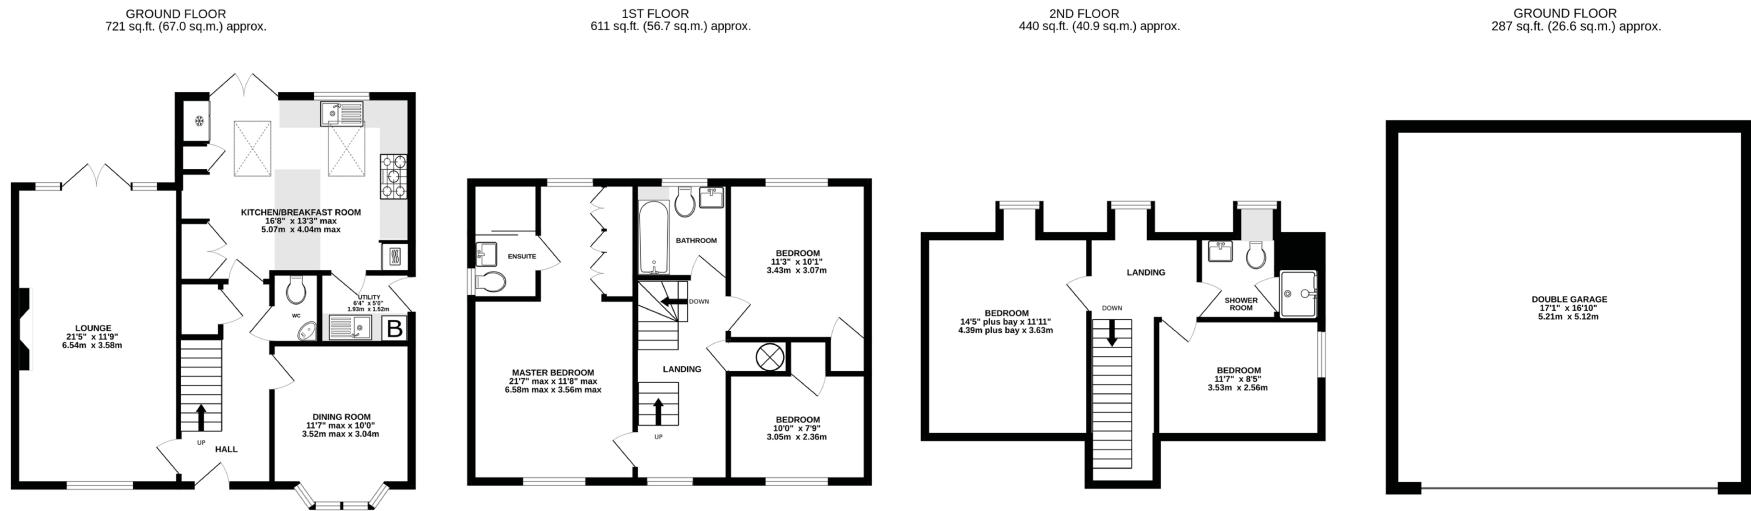 GROUND FLOOR
721 sq.ft. (67.0 sq.m.) approx.
KITCHEN/BREAKFAST ROOM
16'8" x 13'3" max
5.07m x 4.04m max
LOUNGE
21'5" x 11'9"
6.54m x 3.58m
WC
UTILITY
6'4" x 5'0"
1.93m x 1.52m
B
UP
HALL
DINING ROOM
11'7" max x 10'0"
3.52m max x 3.04m
1ST FLOOR
611 sq.ft. (56.7 sq.m.) approx.
ENSUITE
BATHROOM
BEDROOM
11'3" x 10'1"
3.43m x 3.07m
DOWN
MASTER BEDROOM
21'7" max x 11'8" max
6.58m max x 3.56m max
LANDING
UP
BEDROOM
10'0" x 7'9"
3.05m x 2.36m
2ND FLOOR
440 sq.ft. (40.9 sq.m.) approx.
LANDING
DOWN
SHOWER
ROOM
BEDROOM
14'5" plus bay x 11'11"
4.39m plus bay x 3.63m
BEDROOM
11'7" x 8'5"
3.53m x 2.56m
GROUND FLOOR
287 sq.ft. (26.6 sq.m.) approx.
DOUBLE GARAGE
17'1" x 16'10"
5.21m x 5.12m